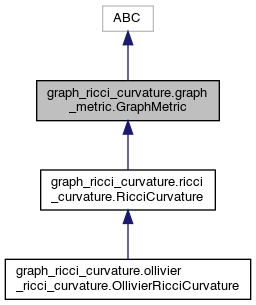 ABC
graph_ricci_curvature.graph
_metric.GraphMetric
graph_ricci_curvature.ricci
_curvature.RicciCurvature
graph_ricci_curvature.ollivier
_ricci_curvature.OllivierRicciCurvature